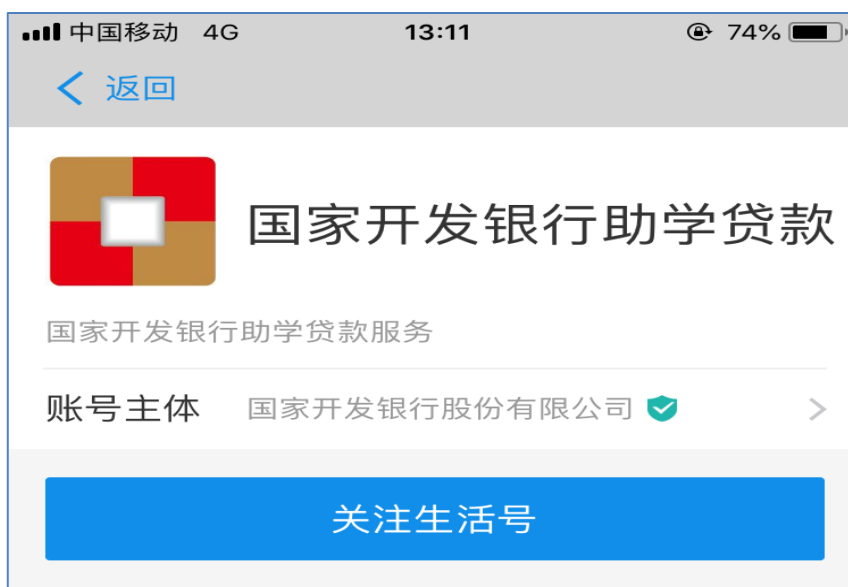 中国移动 4G 13:11 74%
返回
国家开发银行助学贷款
国家开发银行助学贷款服务
账号主体 国家开发银行股份有限公司
关注生活号